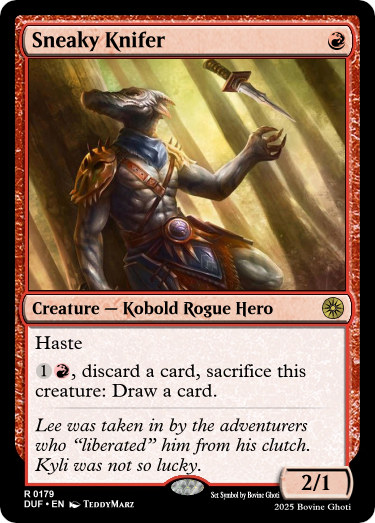 Sneaky Knifer
Creature — Kobold Rogue Hero
Haste
1, discard a card, sacrifice this
creature: Draw a card.
Lee was taken in by the adventurers
who “liberated” him from his clutch.
Kyli was not so lucky.
2/1
R 0179
DUF • EN TeddyMarz
Set Symbol by Bovine Ghoti
2025 Bovine Ghoti